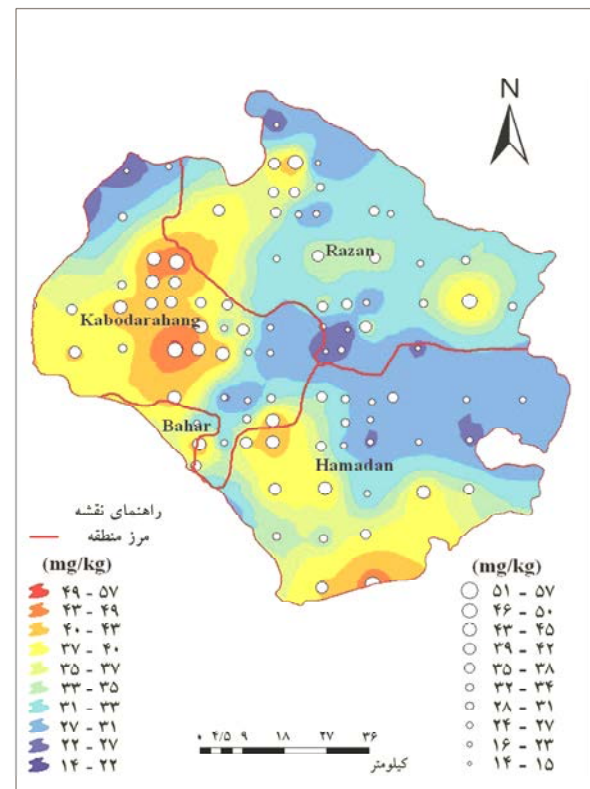 N
Razan
Kabodarahang
Bahar
Hamadan
راهنمای نقشه
مرز منطقه
(mg/kg)
۴۹ - ۵۷
۴۳ - ۴۹
۴۰ - ۴۳
۳۷ - ۴۰
۳۵ - ۳۷
۳۳ - ۳۵
۳۱ - ۳۳
۲۷ - ۳۱
۲۲ - ۲۷
۱۴ - ۲۲
۰ ۴/۵ ۹ ۱۸ ۲۷ ۳۶
کیلومتر
(mg/kg)
۵۱ - ۵۷
۴۶ - ۵۰
۴۳ - ۴۵
۳۹ - ۴۲
۳۵ - ۳۸
۳۲ - ۳۴
۲۸ - ۳۱
۲۴ - ۲۷
۱۶ - ۲۳
۱۴ - ۱۵